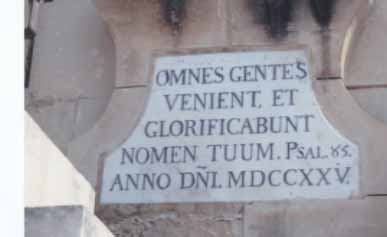 OMNES GENTES
VENIENT, ET
GLORIFICABUNT
NOMEN TUUM. PSAL. 85.
ANNO DÑI. MDCCXXV.